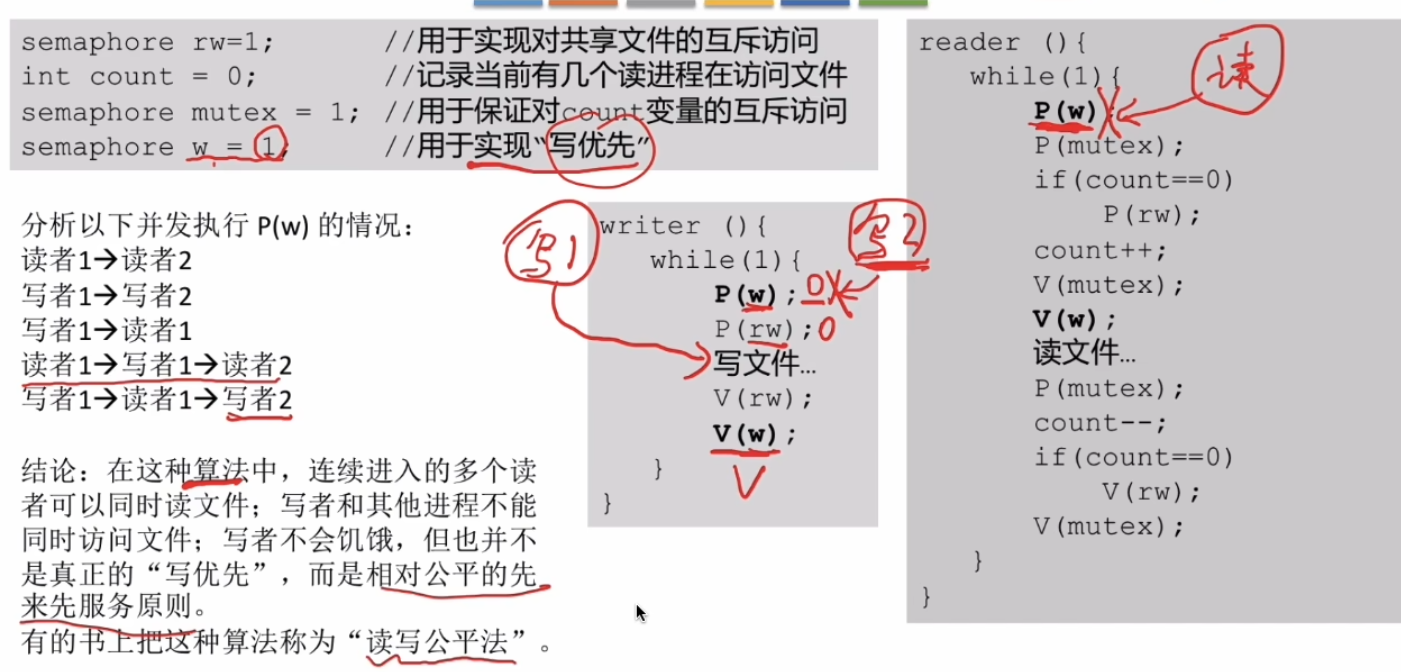 semaphore rw=1; //用于实现对共享文件的互斥访问
int count = 0; //记录当前有几个读进程在访问文件
semaphore mutex = 1; //用于保证对count变量的互斥访问
semaphore w = 1; //用于实现“写优先”
分析以下并发执行 P(w) 的情况：
读者1→读者2
写者1→写者2
写者1→读者1
读者1→写者1→读者2
写者1→读者1→写者2
结论：在这种算法中，连续进入的多个读
者可以同时读文件；写者和其他进程不能
同时访问文件；写者不会饥饿，但也并不
是真正的“写优先”，而是相对公平的先
来先服务原则。
有的书上把这种算法称为“读写公平法”。
写1
writer (){
while(1){
P(w); 0
P(rw); 0
写文件…
V(rw);
V(w);
V
}
}
写2
reader (){
while(1){
P(w);
P(mutex);
if(count==0)
P(rw);
count++;
V(mutex);
V(w);
读文件…
P(mutex);
count--;
if(count==0)
V(rw);
V(mutex);
}
}
读